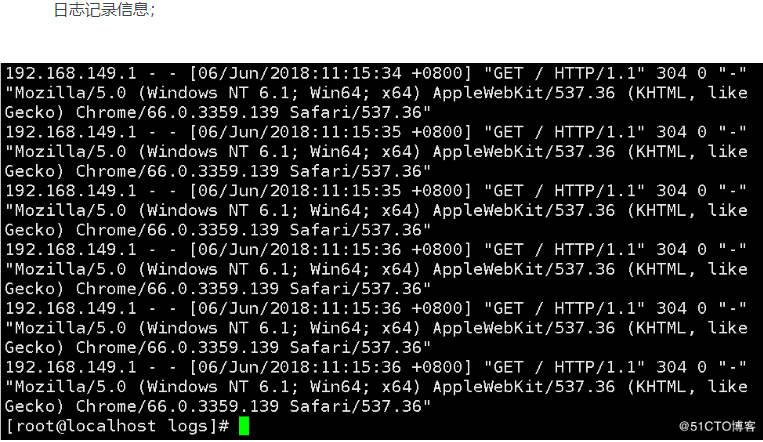 日志记录信息;
192.168.149.1 - - [06/Jun/2018:11:15:34 +0800] "GET / HTTP/1.1" 304 0 "-"
"Mozilla/5.0 (Windows NT 6.1; Win64; x64) AppleWebKit/537.36 (KHTML, like
Gecko) Chrome/66.0.3359.139 Safari/537.36"
192.168.149.1 - - [06/Jun/2018:11:15:35 +0800] "GET / HTTP/1.1" 304 0 "-"
"Mozilla/5.0 (Windows NT 6.1; Win64; x64) AppleWebKit/537.36 (KHTML, like
Gecko) Chrome/66.0.3359.139 Safari/537.36"
192.168.149.1 - - [06/Jun/2018:11:15:35 +0800] "GET / HTTP/1.1" 304 0 "-"
"Mozilla/5.0 (Windows NT 6.1; Win64; x64) AppleWebKit/537.36 (KHTML, like
Gecko) Chrome/66.0.3359.139 Safari/537.36"
192.168.149.1 - - [06/Jun/2018:11:15:36 +0800] "GET / HTTP/1.1" 304 0 "-"
"Mozilla/5.0 (Windows NT 6.1; Win64; x64) AppleWebKit/537.36 (KHTML, like
Gecko) Chrome/66.0.3359.139 Safari/537.36"
192.168.149.1 - - [06/Jun/2018:11:15:36 +0800] "GET / HTTP/1.1" 304 0 "-"
"Mozilla/5.0 (Windows NT 6.1; Win64; x64) AppleWebKit/537.36 (KHTML, like
Gecko) Chrome/66.0.3359.139 Safari/537.36"
192.168.149.1 - - [06/Jun/2018:11:15:36 +0800] "GET / HTTP/1.1" 304 0 "-"
"Mozilla/5.0 (Windows NT 6.1; Win64; x64) AppleWebKit/537.36 (KHTML, like
Gecko) Chrome/66.0.3359.139 Safari/537.36"
[root@localhost logs]#
@51CTO博客